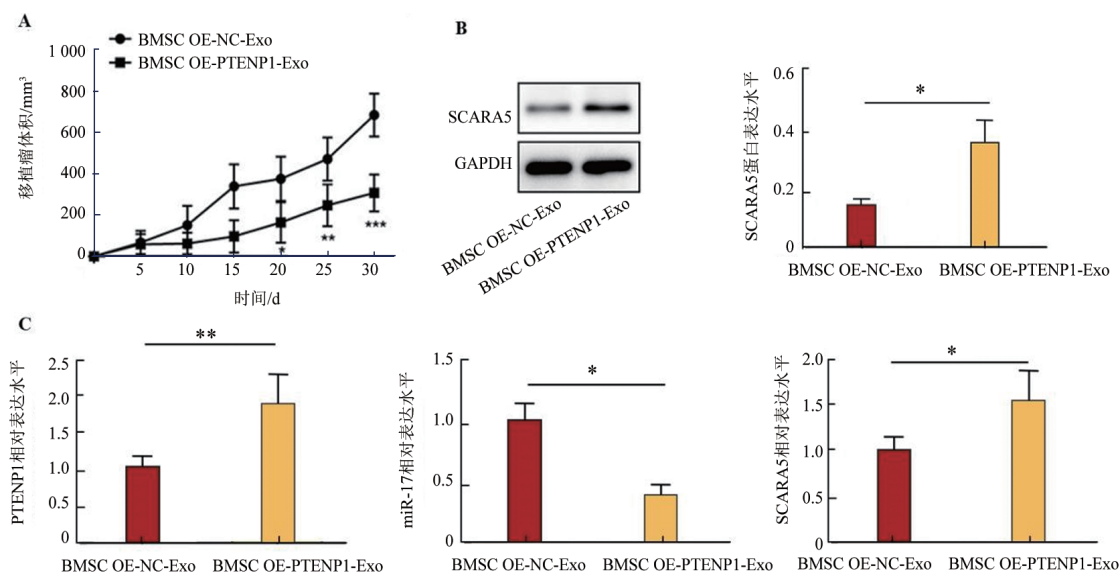 A
BMSC OE-NC-Exo
BMSC OE-PTENP1-Exo
移植瘤体积/mm³
1 000
800
600
400
200
0
5 10 15 20 25 30
* ** ***
时间/d
B
SCARA5
GAPDH
BMSC OE-NC-Exo
BMSC OE-PTENP1-Exo
SCARA5蛋白表达水平
0.6
0.4
0.2
0
*
BMSC OE-NC-Exo BMSC OE-PTENP1-Exo
C
PTENP1相对表达水平
2.5
2.0
1.5
1.0
0.5
0
**
BMSC OE-NC-Exo BMSC OE-PTENP1-Exo
miR-17相对表达水平
1.5
1.0
0.5
0
*
BMSC OE-NC-Exo BMSC OE-PTENP1-Exo
SCARA5相对表达水平
2.0
1.5
1.0
0.5
0
*
BMSC OE-NC-Exo BMSC OE-PTENP1-Exo